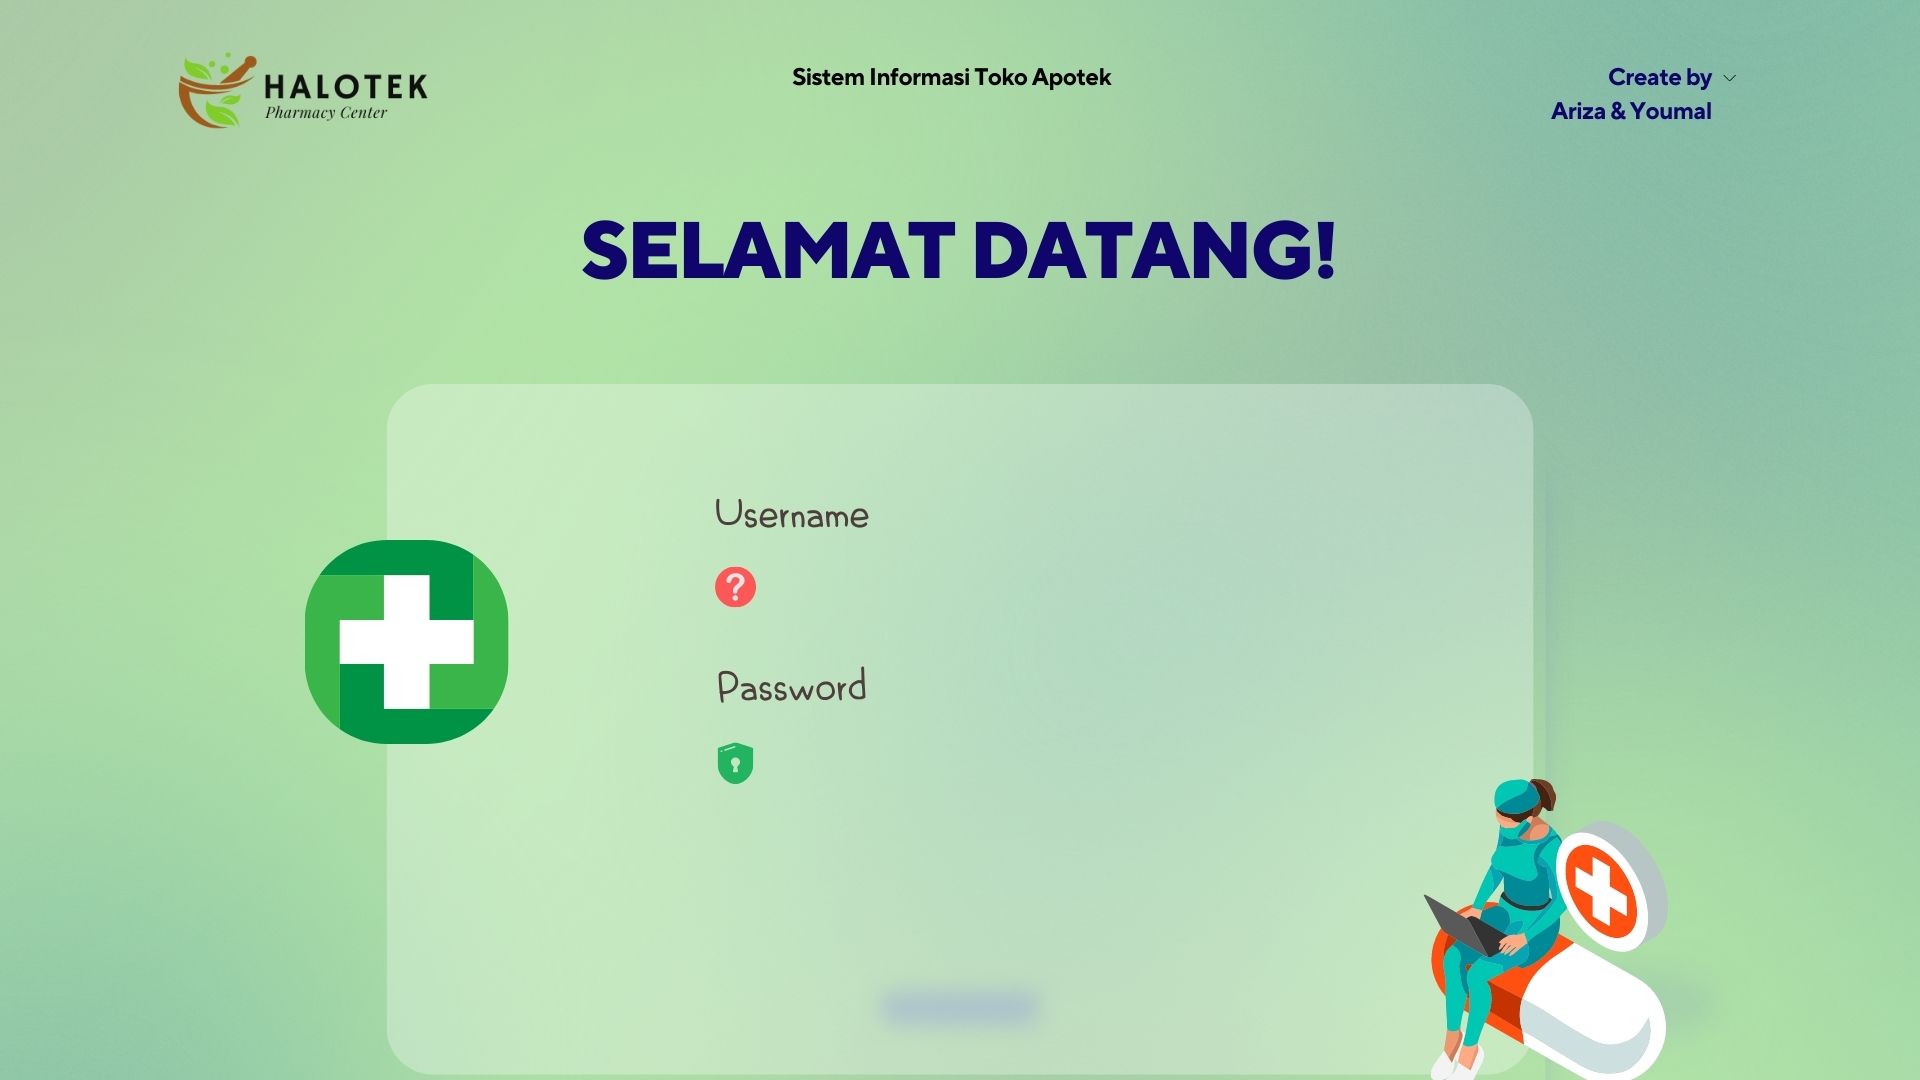 HALOTEK
Pharmacy Center
Sistem Informasi Toko Apotek
Create by
Ariza & Youmal
SELAMAT DATANG!
Username
?
Password